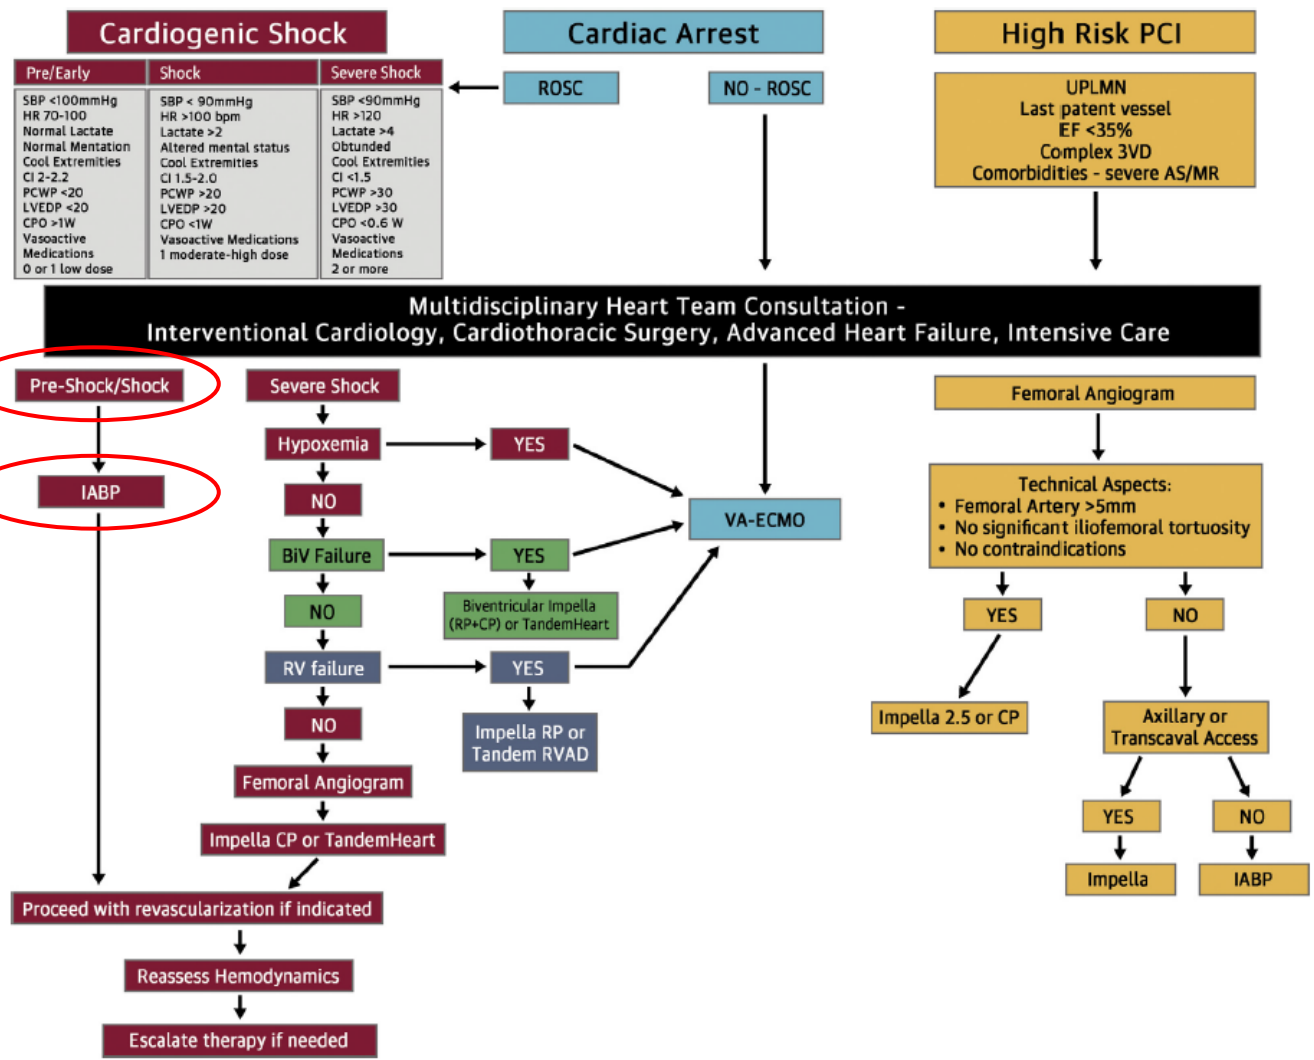 Cardiogenic Shock
Cardiac Arrest
High Risk PCI
Pre/Early
SBP <100mmHg
HR 70-100
Normal Lactate
Normal Mentation
Cool Extremities
CI 2-2.2
PCWP <20
LVEDP <20
CPO >1W
Vasoactive
Medications
0 or 1 low dose
Shock
SBP < 90mmHg
HR >100 bpm
Lactate >2
Altered mental status
Cool Extremities
CI 1.5-2.0
PCWP >20
LVEDP >20
CPO <1W
Vasoactive Medications
1 moderate-high dose
Severe Shock
SBP <90mmHg
HR >120
Lactate >4
Obtunded
Cool Extremities
CI <1.5
PCWP >30
LVEDP >30
CPO <0.6 W
Vasoactive
Medications
2 or more
ROSC
NO - ROSC
UPLMN
Last patent vessel
EF <35%
Complex 3VD
Comorbidities - severe AS/MR
Multidisciplinary Heart Team Consultation -
Interventional Cardiology, Cardiothoracic Surgery, Advanced Heart Failure, Intensive Care
Pre-Shock/Shock
IABP
Severe Shock
Hypoxemia
YES
NO
BiV Failure
YES
Biventricular Impella
(RP+CP) or TandemHeart
NO
RV failure
YES
Impella RP or
Tandem RVAD
NO
Femoral Angiogram
Impella CP or TandemHeart
Proceed with revascularization if indicated
Reassess Hemodynamics
Escalate therapy if needed
VA-ECMO
Femoral Angiogram
Technical Aspects:
• Femoral Artery >5mm
• No significant iliofemoral tortuosity
• No contraindications
YES
NO
Impella 2.5 or CP
Axillary or
Transcaval Access
YES
NO
Impella
IABP